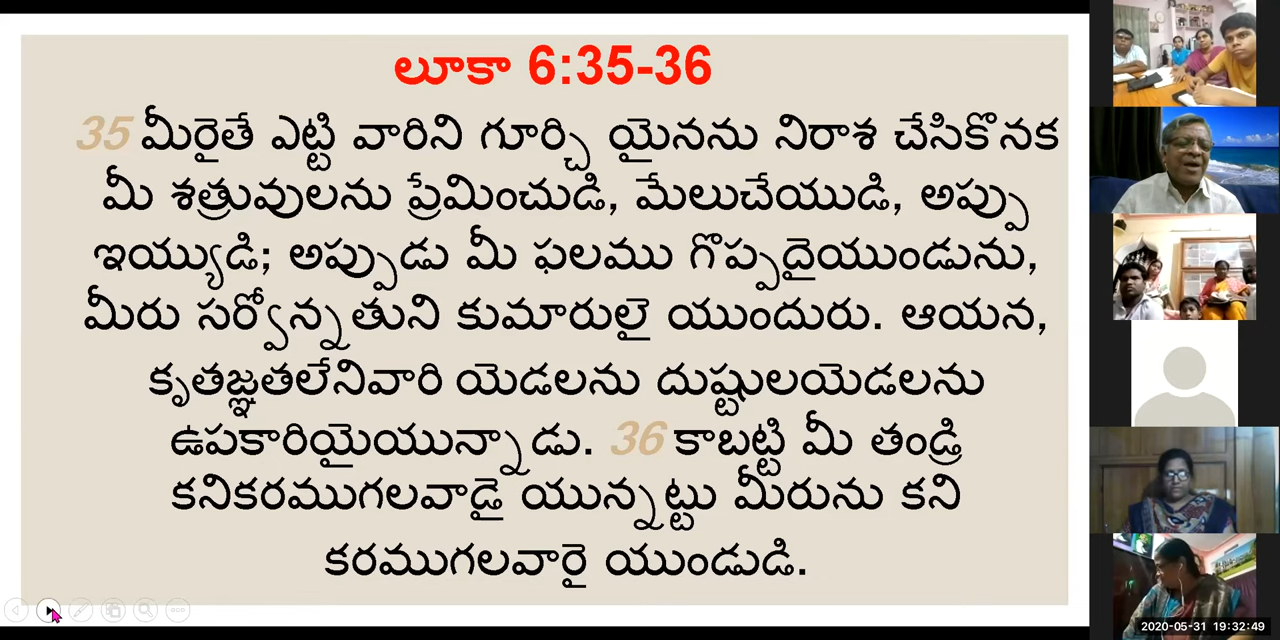 లూకా 6:35-36
35 మీరైతే ఎట్టి వారిని గూర్చి యైనను నిరాశ చేసికొనక
మీ శత్రువులను ప్రేమించుడి, మేలుచేయుడి, అప్పు
ఇయ్యుడి; అప్పుడు మీ ఫలము గొప్పదైయుండును,
మీరు సర్వోన్నతుని కుమారులై యుందురు. ఆయన,
కృతజ్ఞతలేనివారి యెడలను దుష్టులయెడలను
ఉపకారియైయున్నాడు. 36 కాబట్టి మీ తండ్రి
కనికరముగలవాడై యున్నట్టు మీరును కని
కరముగలవారై యుండుడి.
2020-05-31 19:32:49